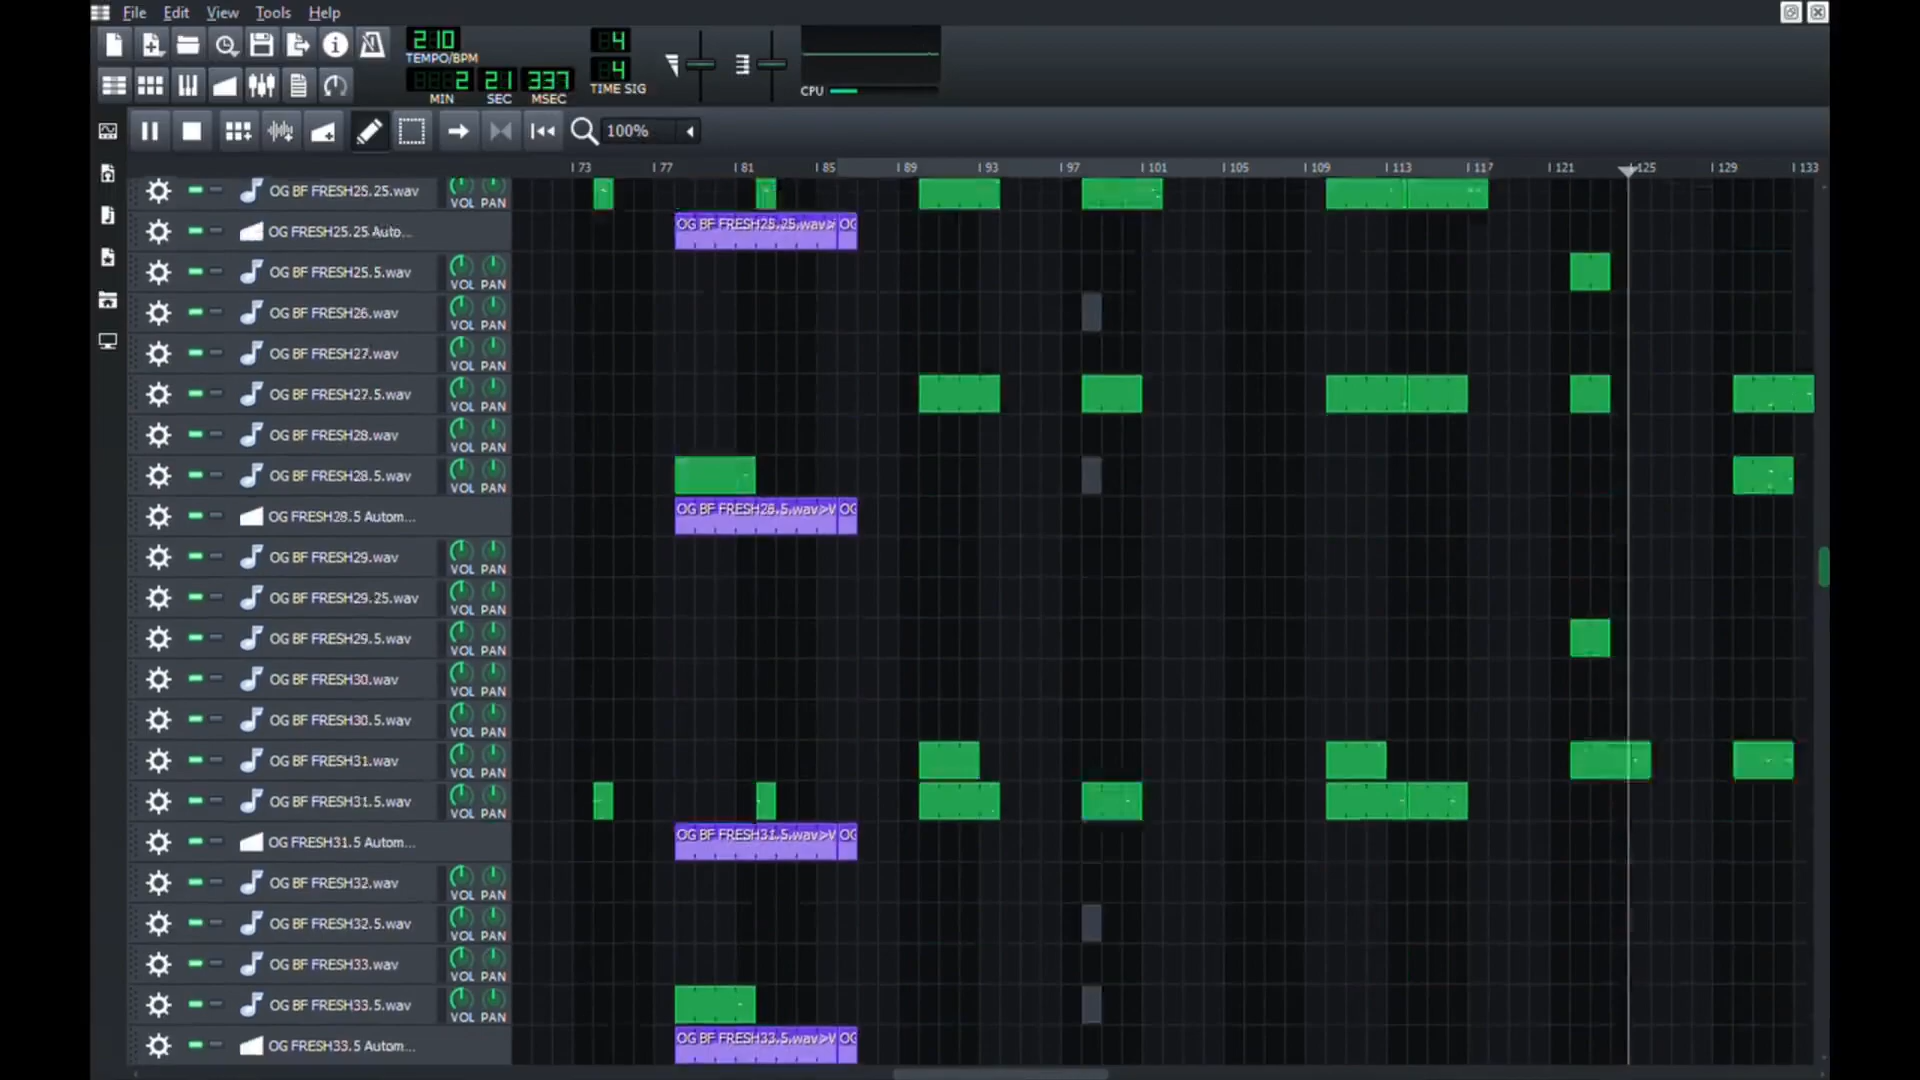 File Edit View Tools Help
210
TEMPO/BPM
2 21 337
MIN SEC MSEC
4
4
TIME SIG
CPU
100%
73 77 81 85 89 93 97 101 105 109 113 117 121 125 129 133
OG BF FRESH25.25.wav VOL PAN
OG FRESH25.25 Auto... OG BF FRESH25.25.wav> OG
OG BF FRESH25.5.wav VOL PAN
OG BF FRESH26.wav VOL PAN
OG BF FRESH27.wav VOL PAN
OG BF FRESH27.5.wav VOL PAN
OG BF FRESH28.wav VOL PAN
OG BF FRESH28.5.wav VOL PAN
OG FRESH28.5 Autom... OG BF FRESH28.5.wav>V OG
OG BF FRESH29.wav VOL PAN
OG BF FRESH29.25.wav VOL PAN
OG BF FRESH29.5.wav VOL PAN
OG BF FRESH30.wav VOL PAN
OG BF FRESH30.5.wav VOL PAN
OG BF FRESH31.wav VOL PAN
OG BF FRESH31.5.wav VOL PAN
OG FRESH31.5 Autom... OG BF FRESH31.5.wav>V OG
OG BF FRESH32.wav VOL PAN
OG BF FRESH32.5.wav VOL PAN
OG BF FRESH33.wav VOL PAN
OG BF FRESH33.5.wav VOL PAN
OG FRESH33.5 Autom... OG BF FRESH33.5.wav>V OG